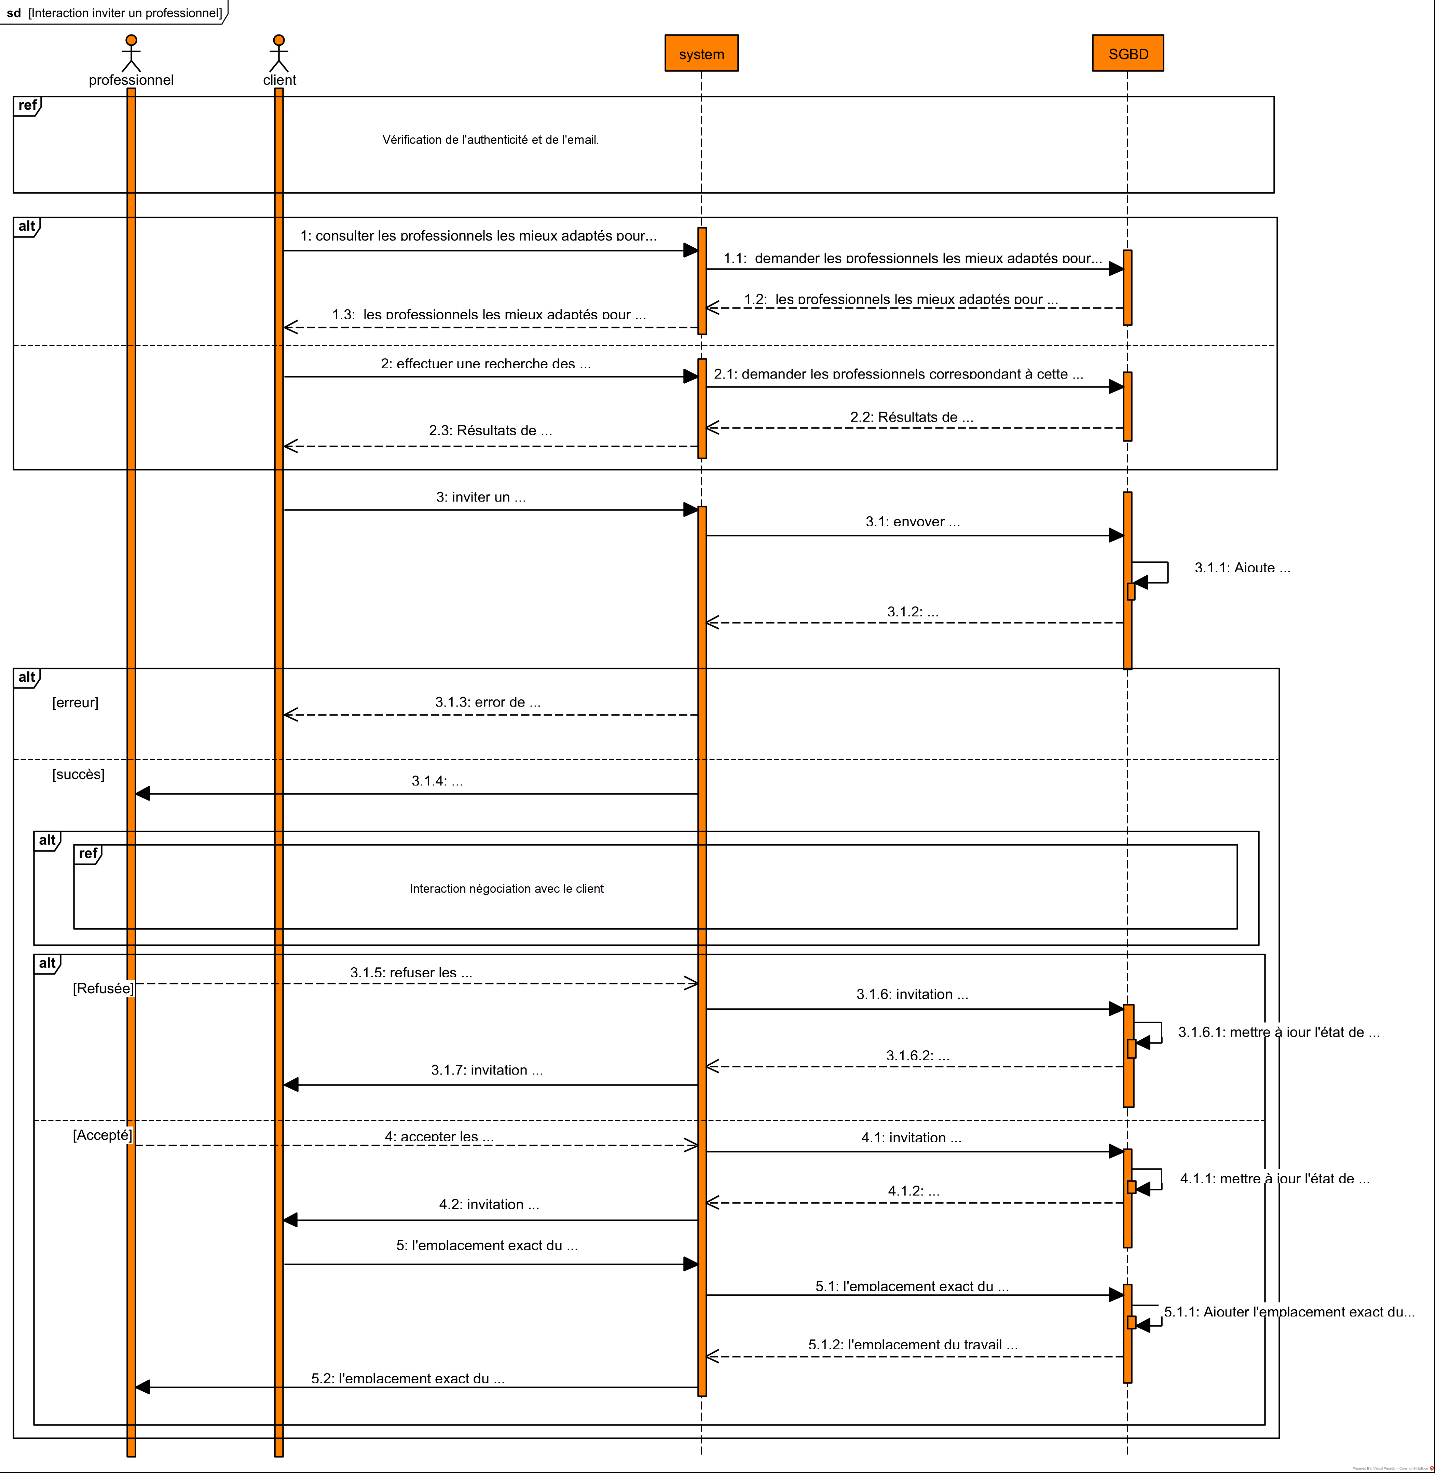 sd [Interaction inviter un professionnel]
professionnel
client
system
SGBD
ref
Vérification de l'authenticité et de l'email.
alt
1: consulter les professionnels les mieux adaptés pour...
1.1: demander les professionnels les mieux adaptés pour...
1.2: les professionnels les mieux adaptés pour ...
1.3: les professionnels les mieux adaptés pour ...
2: effectuer une recherche des ...
2.1: demander les professionnels correspondant à cette ...
2.2: Résultats de ...
2.3: Résultats de ...
3: inviter un ...
3.1: envoyer ...
3.1.1: Ajoute ...
3.1.2: ...
alt
[erreur]
3.1.3: error de ...
[succès]
3.1.4: ...
alt
ref
Interaction négociation avec le client
alt
3.1.5: refuser les ...
[Refusée]
3.1.6: invitation ...
3.1.6.1: mettre à jour l'état de ...
3.1.6.2: ...
3.1.7: invitation ...
[Accepté]
4: accepter les ...
4.1: invitation ...
4.1.1: mettre à jour l'état de ...
4.1.2: ...
4.2: invitation ...
5: l'emplacement exact du ...
5.1: l'emplacement exact du ...
5.1.1: Ajouter l'emplacement exact du...
5.1.2: l'emplacement du travail ...
5.2: l'emplacement exact du ...